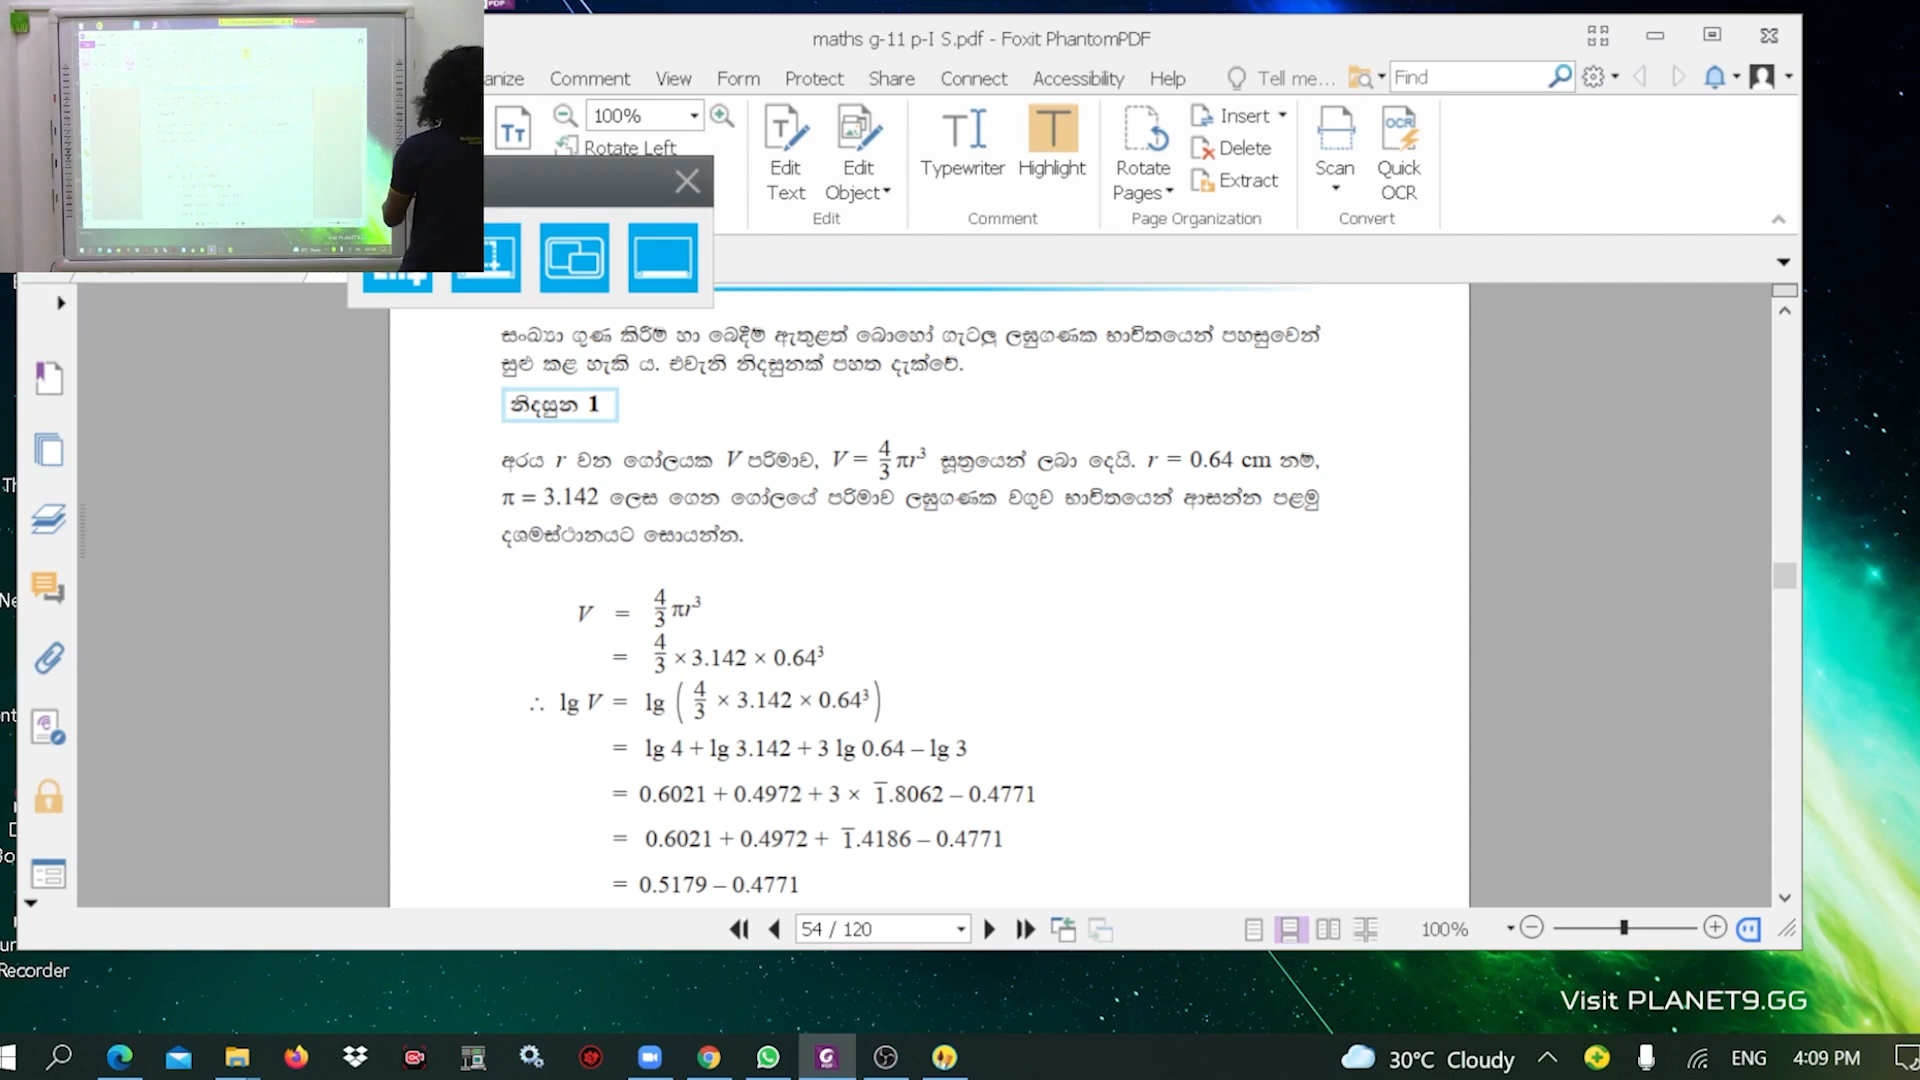 maths g-11 p-I S.pdf - Foxit PhantomPDF
Comment View Form Protect Share Connect Accessibility Help Tell me... Find
100%
Rotate Left
Edit Text
Edit Object
Edit
Typewriter
Highlight
Comment
Rotate Pages
Insert
Delete
Extract
Page Organization
Scan
Quick OCR
Convert
සංඛ්‍යා ගුණ කිරීම් හා බෙදීම් ඇතුළත් බොහෝ ගැටලු ලඝුගණක භාවිතයෙන් පහසුවෙන්
සුළු කළ හැකි ය. එවැනි නිදසුනක් පහත දැක්වේ.
නිදසුන 1
අරය r වන ගෝලයක V පරිමාව, V = 4/3 πr³ සූත්‍රයෙන් ලබා දෙයි. r = 0.64 cm නම්,
π = 3.142 ලෙස ගෙන ගෝලයේ පරිමාව ලඝුගණක වගුව භාවිතයෙන් ආසන්න පළමු
දශමස්ථානයට සොයන්න.
V = 4/3 πr³
= 4/3 × 3.142 × 0.64³
∴ lg V = lg ( 4/3 × 3.142 × 0.64³ )
= lg 4 + lg 3.142 + 3 lg 0.64 – lg 3
= 0.6021 + 0.4972 + 3 × 1̅.8062 – 0.4771
= 0.6021 + 0.4972 + 1̅.4186 – 0.4771
= 0.5179 – 0.4771
54 / 120
100%
Recorder
Visit PLANET9.GG
30°C Cloudy ENG 4:09 PM